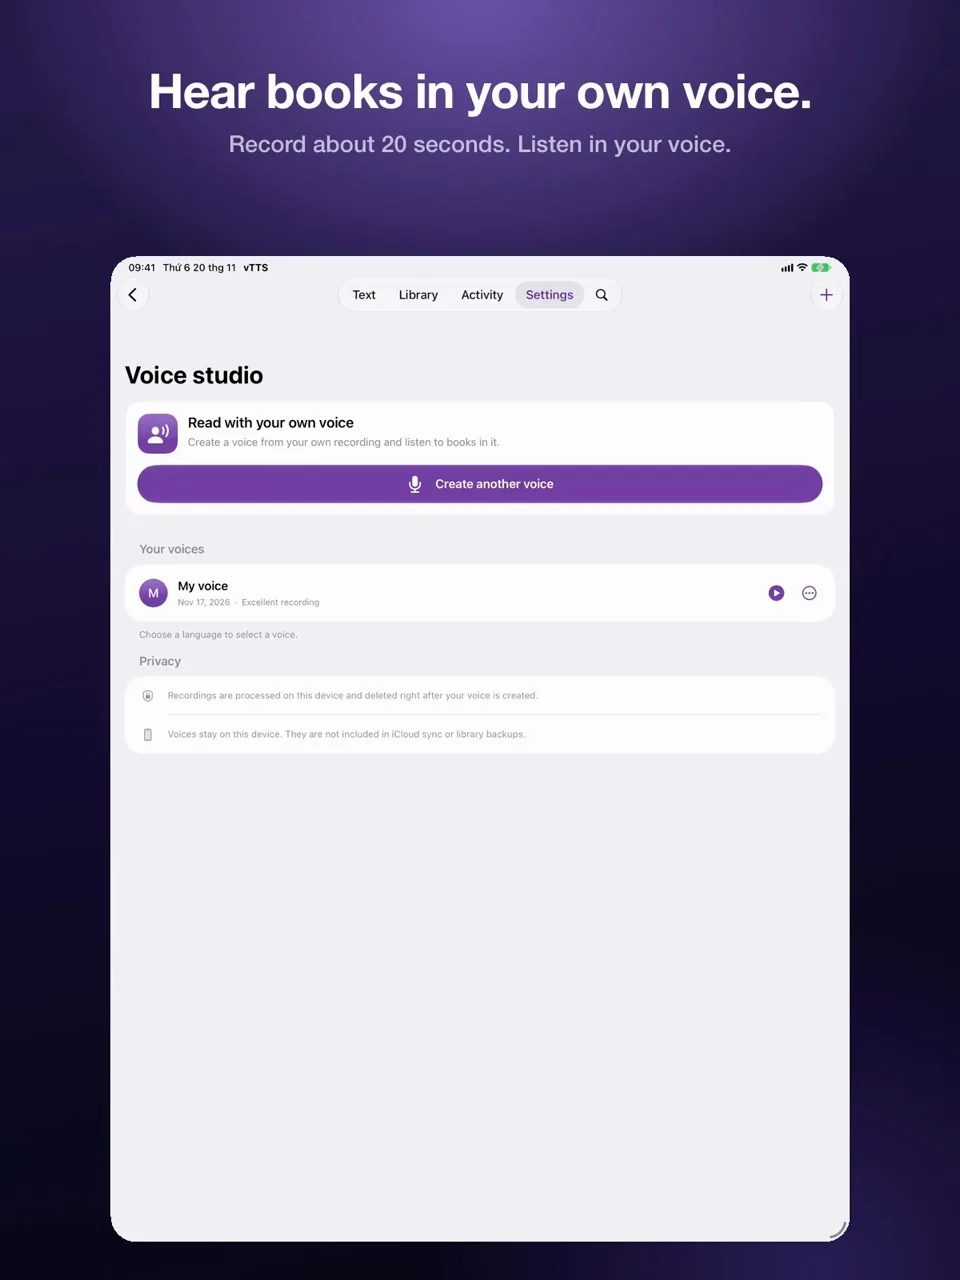 Hear books in your own voice.
Record about 20 seconds. Listen in your voice.
09:41 Thứ 6 20 thg 11 vTTS
Text Library Activity Settings
Voice studio
Read with your own voice
Create a voice from your own recording and listen to books in it.
Create another voice
Your voices
M
My voice
Nov 17, 2026 · Excellent recording
Choose a language to select a voice.
Privacy
Recordings are processed on this device and deleted right after your voice is created.
Voices stay on this device. They are not included in iCloud sync or library backups.